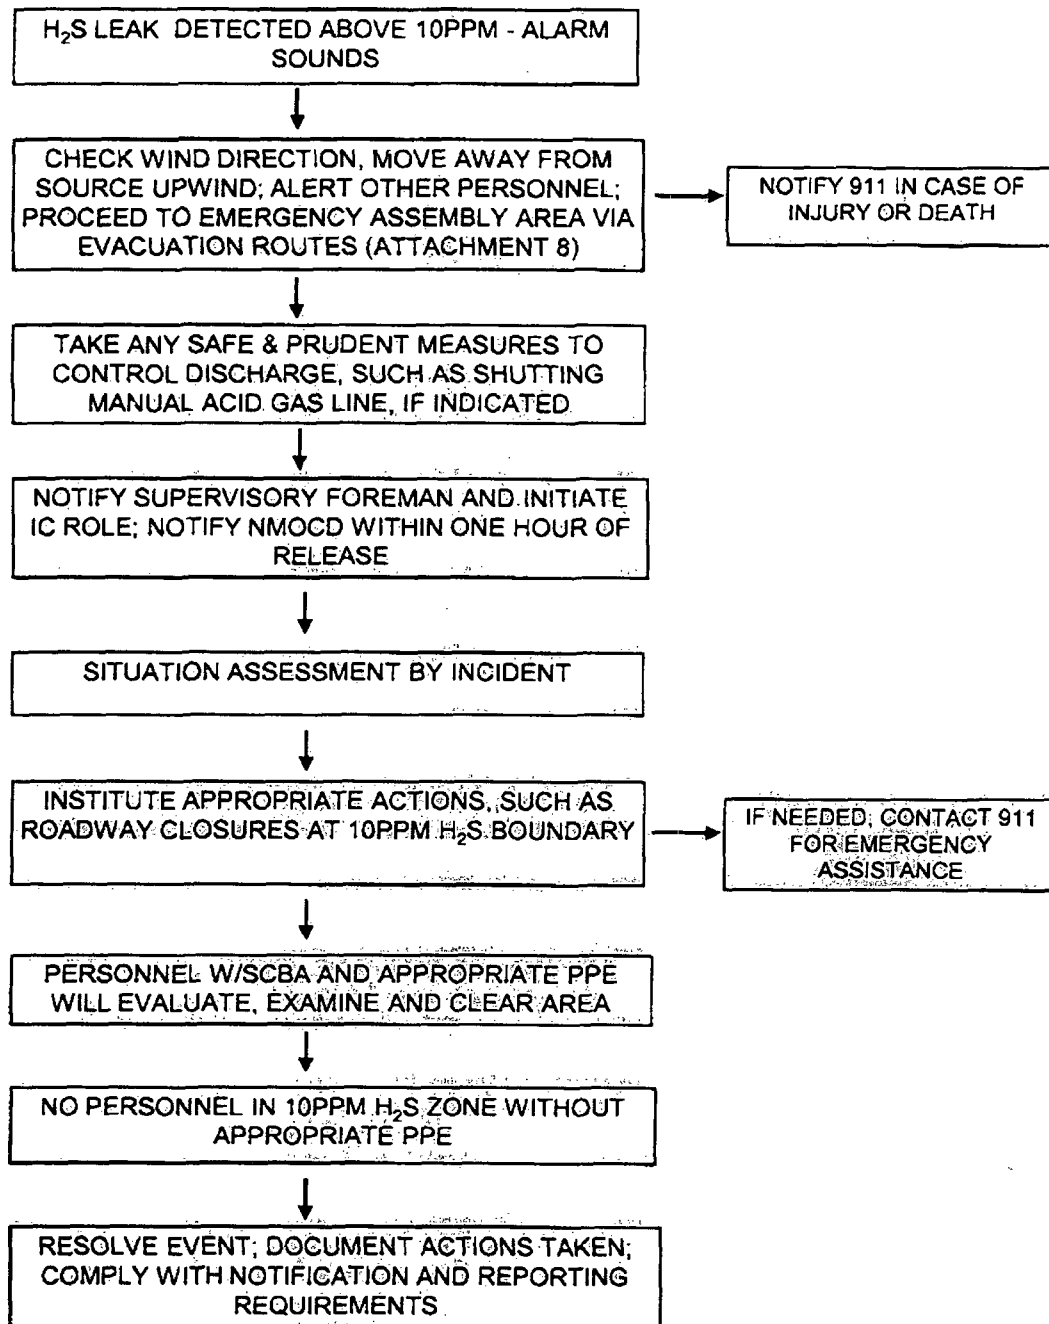 H₂S LEAK DETECTED ABOVE 10PPM - ALARM
SOUNDS
CHECK WIND DIRECTION, MOVE AWAY FROM
SOURCE UPWIND; ALERT OTHER PERSONNEL;
PROCEED TO EMERGENCY ASSEMBLY AREA VIA
EVACUATION ROUTES (ATTACHMENT 8)
NOTIFY 911 IN CASE OF
INJURY OR DEATH
TAKE ANY SAFE & PRUDENT MEASURES TO
CONTROL DISCHARGE, SUCH AS SHUTTING
MANUAL ACID GAS LINE, IF INDICATED
NOTIFY SUPERVISORY FOREMAN AND INITIATE
IC ROLE; NOTIFY NMOCD WITHIN ONE HOUR OF
RELEASE
SITUATION ASSESSMENT BY INCIDENT
INSTITUTE APPROPRIATE ACTIONS, SUCH AS
ROADWAY CLOSURES AT 10PPM H₂S BOUNDARY
IF NEEDED, CONTACT 911
FOR EMERGENCY
ASSISTANCE
PERSONNEL W/SCBA AND APPROPRIATE PPE
WILL EVALUATE, EXAMINE AND CLEAR AREA
NO PERSONNEL IN 10PPM H₂S ZONE WITHOUT
APPROPRIATE PPE
RESOLVE EVENT; DOCUMENT ACTIONS TAKEN;
COMPLY WITH NOTIFICATION AND REPORTING
REQUIREMENTS